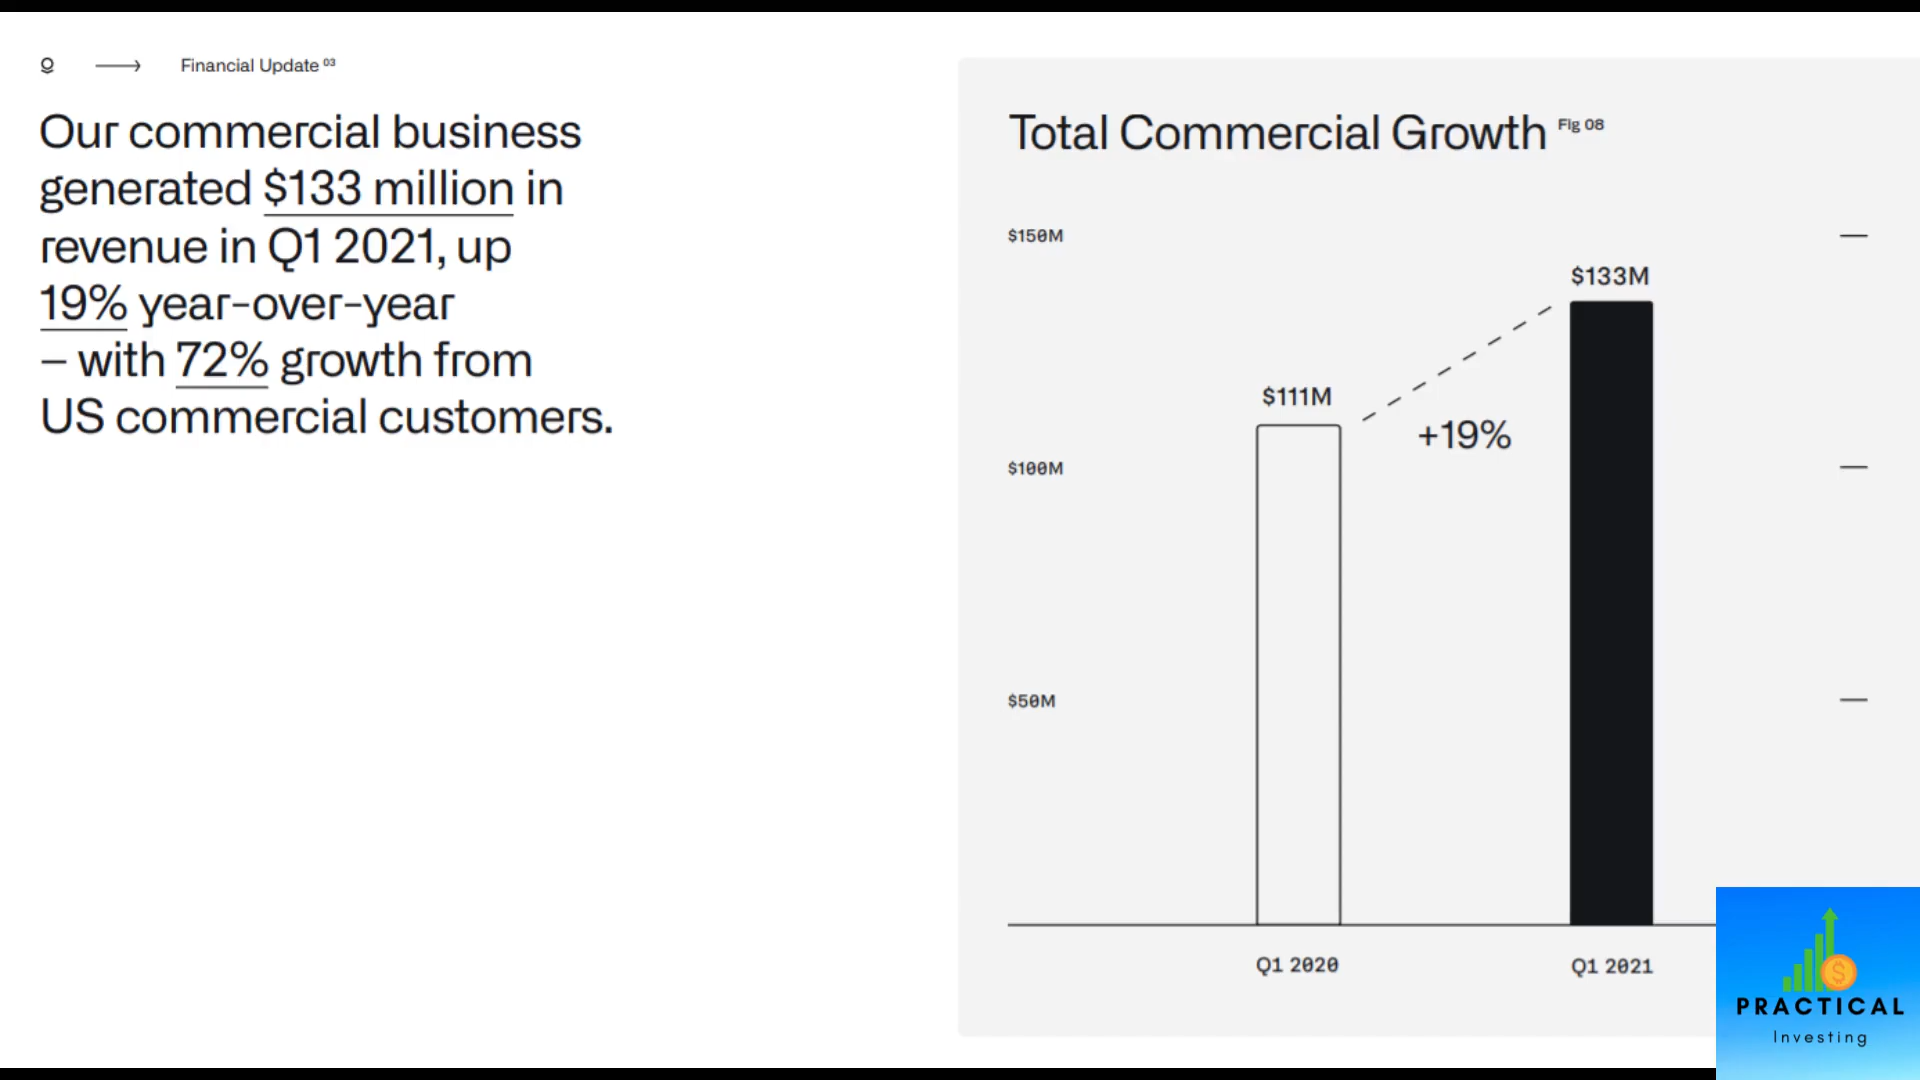 Financial Update 03
Our commercial business
generated $133 million in
revenue in Q1 2021, up
19% year-over-year
– with 72% growth from
US commercial customers.
Total Commercial Growth Fig 08
$150M
$133M
$111M
+19%
$100M
$50M
Q1 2020
Q1 2021
$
PRACTICAL
Investing